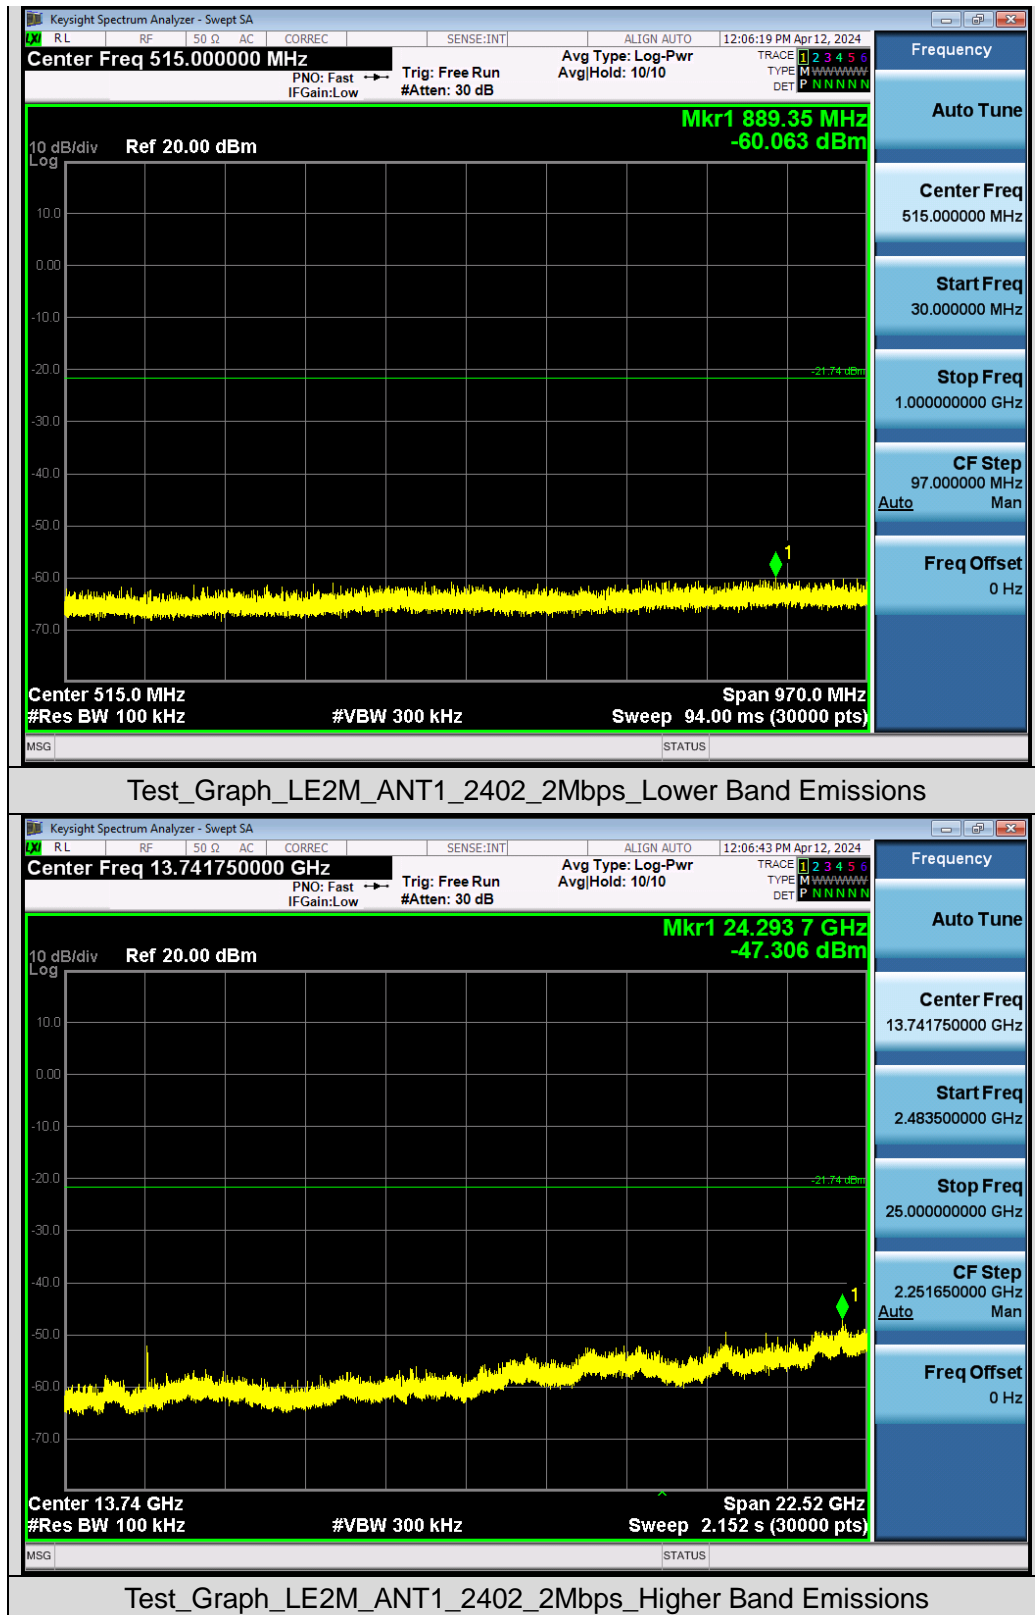 Keysight Spectrum Analyzer - Swept SA
LXI RL RF 50 Ω AC CORREC SENSE:INT ALIGN AUTO 12:06:19 PM Apr 12, 2024
Center Freq 515.000000 MHz
PNO: Fast
IFGain:Low
Trig: Free Run
#Atten: 30 dB
Avg Type: Log-Pwr
Avg|Hold: 10/10
TRACE 1 2 3 4 5 6
TYPE M WWWWW
DET P N N N N N
Frequency
Mkr1 889.35 MHz
-60.063 dBm
10 dB/div Ref 20.00 dBm
Log
10.0
0.00
-10.0
-20.0
-21.74 dBm
-30.0
-40.0
-50.0
1
-60.0
-70.0
Center 515.0 MHz Span 970.0 MHz
#Res BW 100 kHz #VBW 300 kHz Sweep 94.00 ms (30000 pts)
MSG STATUS
Auto Tune
Center Freq
515.000000 MHz
Start Freq
30.000000 MHz
Stop Freq
1.000000000 GHz
CF Step
97.000000 MHz
Auto Man
Freq Offset
0 Hz
Test_Graph_LE2M_ANT1_2402_2Mbps_Lower Band Emissions
Keysight Spectrum Analyzer - Swept SA
LXI RL RF 50 Ω AC CORREC SENSE:INT ALIGN AUTO 12:06:43 PM Apr 12, 2024
Center Freq 13.741750000 GHz
PNO: Fast
IFGain:Low
Trig: Free Run
#Atten: 30 dB
Avg Type: Log-Pwr
Avg|Hold: 10/10
TRACE 1 2 3 4 5 6
TYPE M WWWWW
DET P N N N N N
Frequency
Mkr1 24.293 7 GHz
-47.306 dBm
10 dB/div Ref 20.00 dBm
Log
10.0
0.00
-10.0
-20.0
-21.74 dBm
-30.0
-40.0
1
-50.0
-60.0
-70.0
Center 13.74 GHz Span 22.52 GHz
#Res BW 100 kHz #VBW 300 kHz Sweep 2.152 s (30000 pts)
MSG STATUS
Auto Tune
Center Freq
13.741750000 GHz
Start Freq
2.483500000 GHz
Stop Freq
25.000000000 GHz
CF Step
2.251650000 GHz
Auto Man
Freq Offset
0 Hz
Test_Graph_LE2M_ANT1_2402_2Mbps_Higher Band Emissions